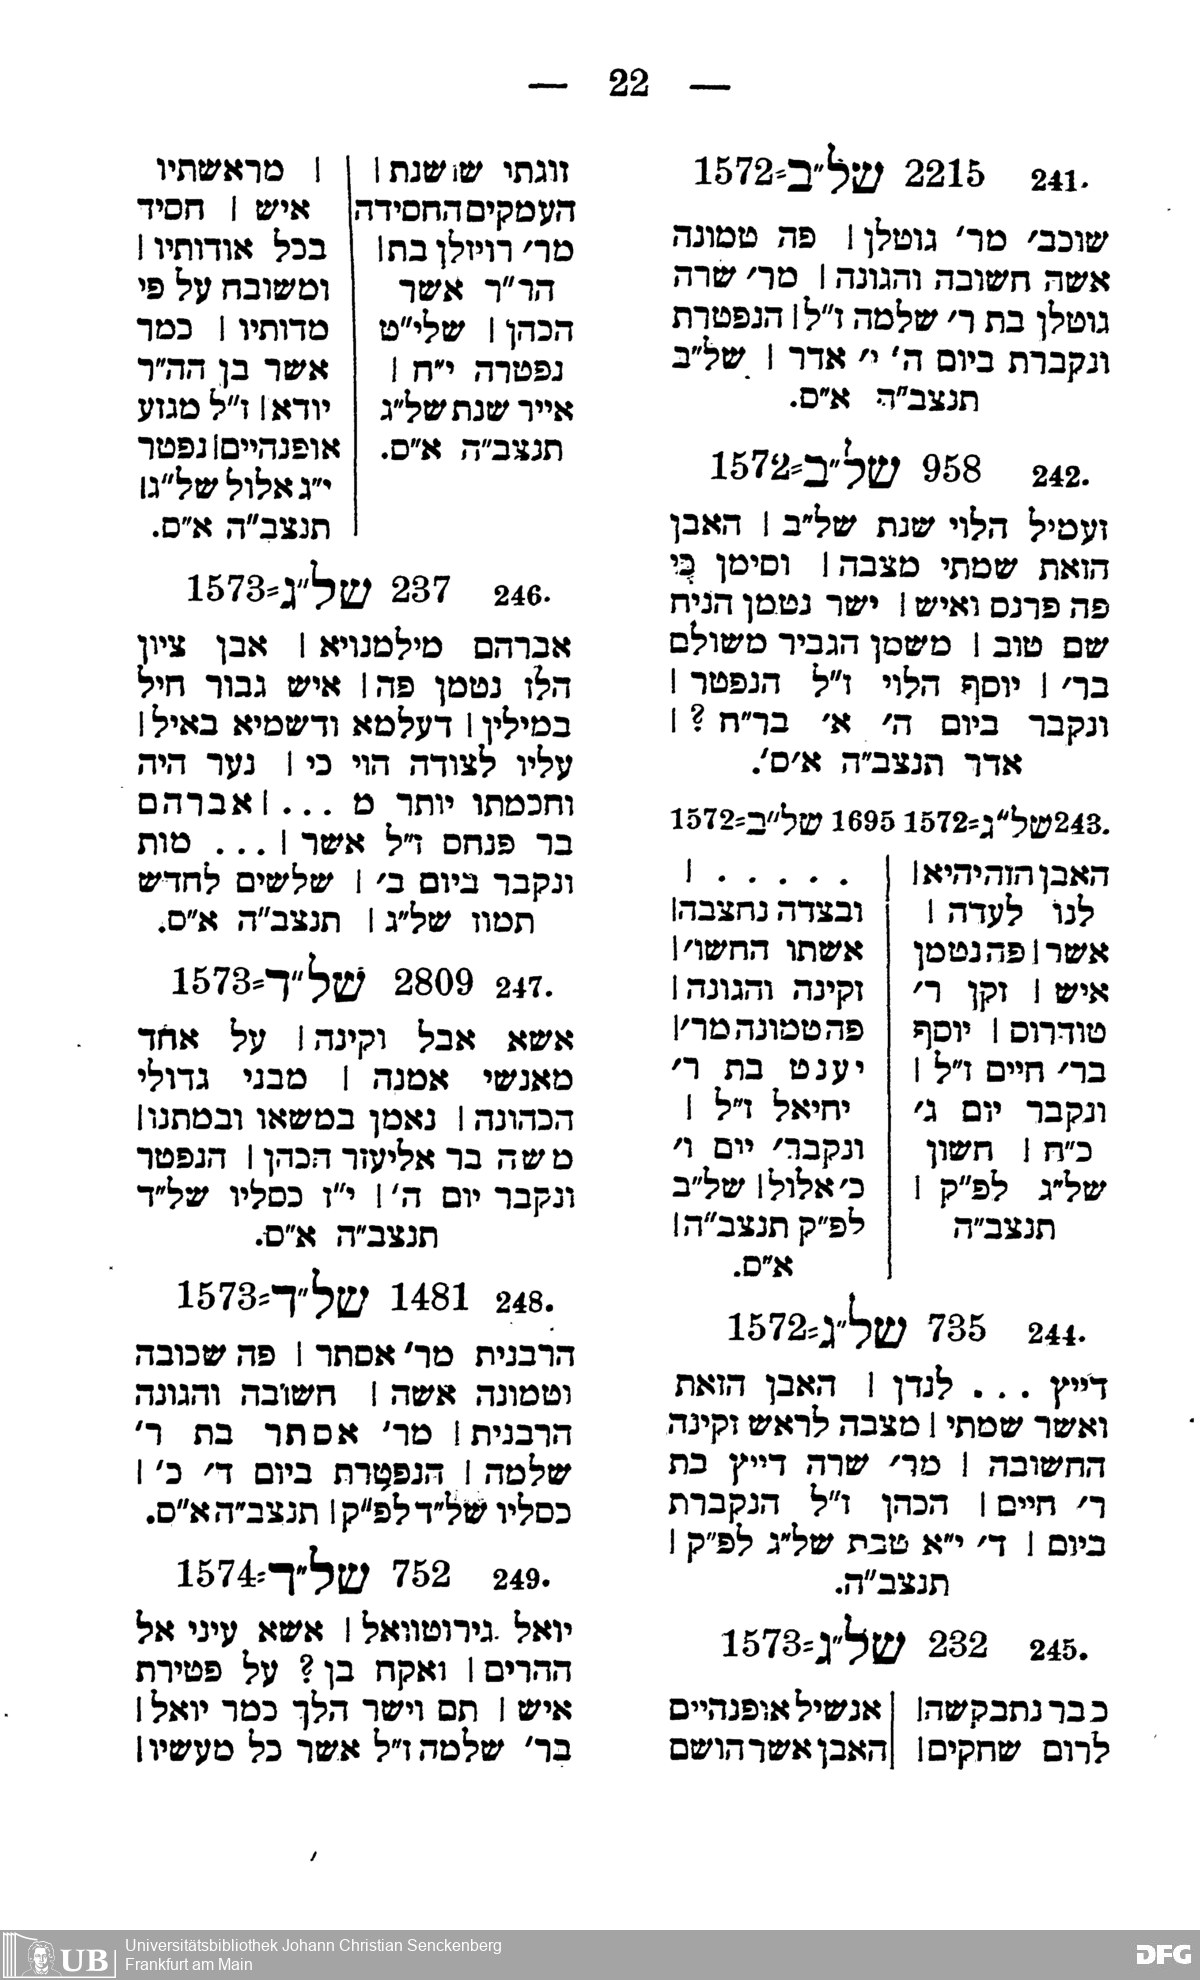 — 22 —
241. 2215 של״ב=1572
שוכב׳ מר׳ גוטלן | פה טמונה
אשה חשובה והגונה | מר׳ שרה
גוטלן בת ר׳ שלמה ז״ל | הנפטרת
ונקברת ביום ה׳ י׳ אדר | של״ב
תנצב״ה א״ס.
242. 958 של״ב=1572
זעטיל הלוי שנת של״ב | האבן
הזאת שמתי מצבה | וסימן כי
פה פרנס ואיש | ישר נטמן הניח
שם טוב | משמן הגביר משולם
בר׳ | יוסף הלוי ז״ל הנפטר |
ונקבר ביום ה׳ א׳ בר״ח ? |
אדר תנצב״ה א׳ס׳.
243. של״ג=1572 1695 של״ב=1572
האבן הזה יהיא |
לנו לעדה |
אשר | פה נטמן
איש | זקן ר׳
טודרוס | יוסף
בר׳ חיים ז״ל |
ונקבר יום ג׳
כ״ח | חשון
של״ג לפ״ק |
תנצב״ה
. . . . . |
ובצדה נחצבה |
אשתו החשו׳ |
זקינה והגונה |
פה טמונה מר׳ |
יענט בת ר׳
יחיאל ז״ל |
ונקבר׳ יום ו׳
כ׳ אלול | של״ב
לפ״ק תנצב״ה |
א״ס.
244. 735 של״ג=1572
דייץ . . . לנדן | האבן הזאת
ואשר שמתי | מצבה לראש זקינה
החשובה | מר׳ שרה דייץ בת
ר׳ חיים | הכהן ז״ל הנקברת
ביום | ד׳ י״א טבת של״ג לפ״ק |
תנצב״ה.
245. 232 של״ג=1573
כבר נתבקשה |
לרום שחקים |
אנשיל אופנהיים
האבן אשר הושם
זוגתי שושנת |
העמקים החסידה
מר׳ רויזלן בת |
הר״ר אשר
הכהן | שלי״ט
נפטרה י״ח |
אייר שנת של״ג
תנצב״ה א״ס.
| מראשתיו
איש | חסיד
בכל אודותיו |
ומשובח על פי
מדותיו | כמר
אשר בן הה״ר
יודא | ז״ל מגזע
אופנהיים | נפטר
י״ג אלול של״ג |
תנצב״ה א״ס.
246. 237 של״ג=1573
אברהם מילמנויא | אבן ציון
הלז נטמן פה | איש גבור חיל
במילין | דעלמא ודשמיא באיל |
עליו לצודה הוי כי | נער היה
וחכמתו יותר מ . . . | אברהם
בר פנחס ז״ל אשר | . . . מות
ונקבר ביום ב׳ | שלשים לחדש
תמוז של״ג | תנצב״ה א״ס.
247. 2809 של״ד=1573
אשא אבל וקינה | על אחד
מאנשי אמנה | מבני גדולי
הכהונה | נאמן במשאו ובמתנו |
משה בר אליעזר הכהן | הנפטר
ונקבר יום ה׳ | י״ז כסליו של״ד
תנצב״ה א״ס.
248. 1481 של״ד=1573
הרבנית מר׳ אסתר | פה שכובה
וטמונה אשה | חשובה והגונה
הרבנית | מר׳ אסתר בת ר׳
שלמה | הנפטרת ביום ד׳ כ׳ |
כסליו של״ד לפ״ק | תנצב״ה א״ס.
249. 752 של״ד=1574
יואל גירוטוואל | אשא עיני אל
ההרים | ואקח בן ? על פטירת
איש | תם וישר הלך כמר יואל |
בר׳ שלמה ז״ל אשר כל מעשיו |
UB Universitätsbibliothek Johann Christian Senckenberg
Frankfurt am Main
DFG